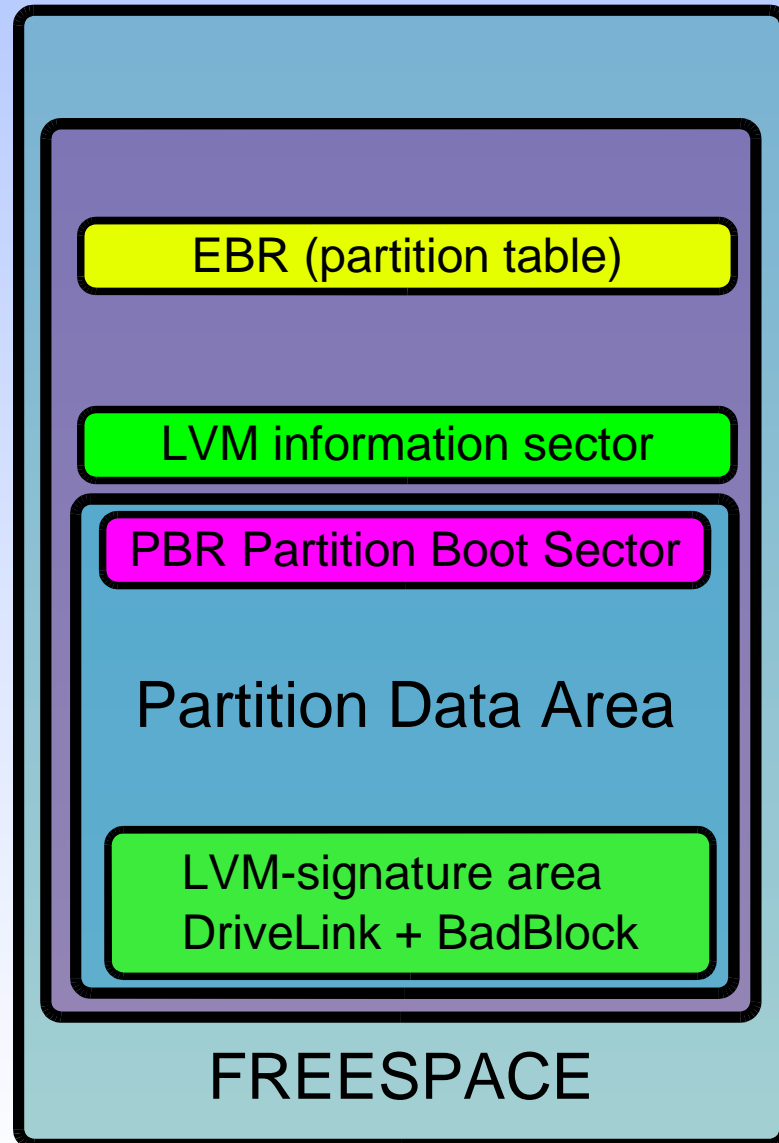 EBR (partition table)
LVM information sector
PBR Partition Boot Sector
Partition Data Area
LVM-signature area
DriveLink + BadBlock
FREESPACE